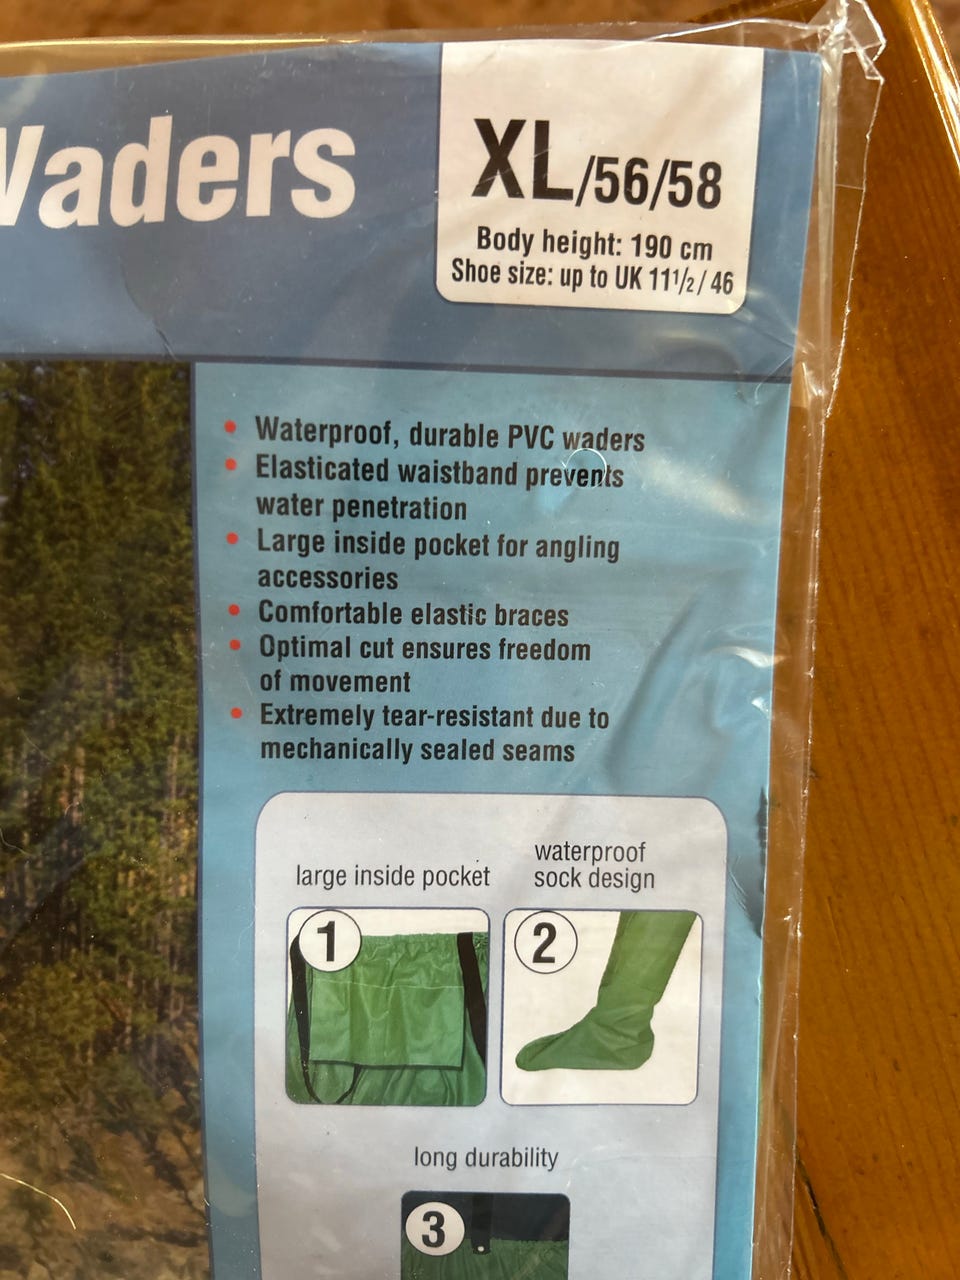 Waders
XL/56/58
Body height: 190 cm
Shoe size: up to UK 11½ / 46
• Waterproof, durable PVC waders
• Elasticated waistband prevents
water penetration
• Large inside pocket for angling
accessories
• Comfortable elastic braces
• Optimal cut ensures freedom
of movement
• Extremely tear-resistant due to
mechanically sealed seams
large inside pocket
waterproof
sock design
1
2
long durability
3